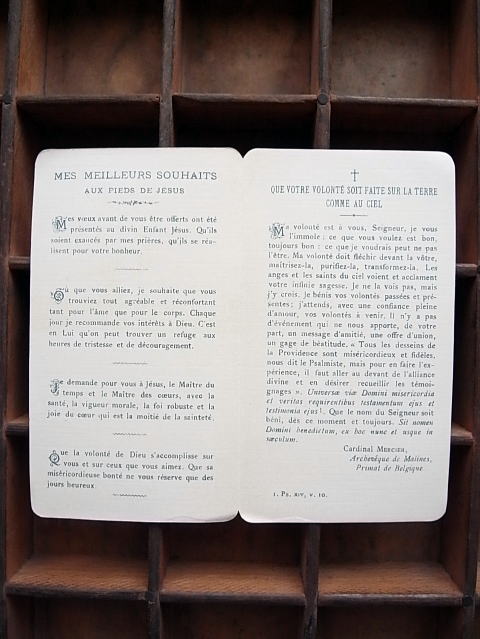 MES MEILLEURS SOUHAITS
AUX PIEDS DE JÉSUS
Mes vœux avant de vous être offerts ont été
présentés au divin Enfant Jésus. Qu'ils
soient exaucés par mes prières, qu'ils se réa-
lisent pour votre bonheur.
Où que vous alliez, je souhaite que vous
trouviez tout agréable et réconfortant
tant pour l'âme que pour le corps. Chaque
jour je recommande vos intérêts à Dieu. C'est
en Lui qu'on peut trouver un refuge aux
heures de tristesse et de découragement.
Je demande pour vous à Jésus, le Maître du
temps et le Maître des cœurs, avec la
santé, la vigueur morale, la foi robuste et la
joie du cœur qui est la moitié de la sainteté.
Que la volonté de Dieu s'accomplisse sur
vous et sur ceux que vous aimez. Que sa
miséricordieuse bonté ne vous réserve que des
jours heureux.
QUE VOTRE VOLONTÉ SOIT FAITE SUR LA TERRE
COMME AU CIEL
Ma volonté est à vous, Seigneur, je vous
l'immole : ce que vous voulez est bon,
toujours bon : ce que je voudrais peut ne pas
l'être. Ma volonté doit fléchir devant la vôtre,
maîtrisez-la, purifiez-la, transformez-la. Les
anges et les saints du ciel voient et acclament
votre infinie sagesse. Je ne la vois pas, mais
j'y crois. Je bénis vos volontés passées et pré-
sentes ; j'attends, avec une confiance pleine
d'amour, vos volontés à venir. Il n'y a pas
d'événement qui ne nous apporte, de votre
part, un message d'amitié, une offre d'union,
un gage de béatitude. « Tous les desseins de
la Providence sont miséricordieux et fidèles,
nous dit le Psalmiste, mais pour en faire l'ex-
périence, il faut aller au devant de l'alliance
divine et en désirer recueillir les témoi-
gnages ». Universæ viæ Domini misericordia
et veritas requirentibus testamentum ejus et
testimonia ejus¹. Que le nom du Seigneur soit
béni, dès ce moment et toujours. Sit nomen
Domini benedictum, ex hoc nunc et usque in
sæculum.
Cardinal MERCIER,
Archevêque de Malines,
Primat de Belgique.
1. Ps. XIV, v. 10.